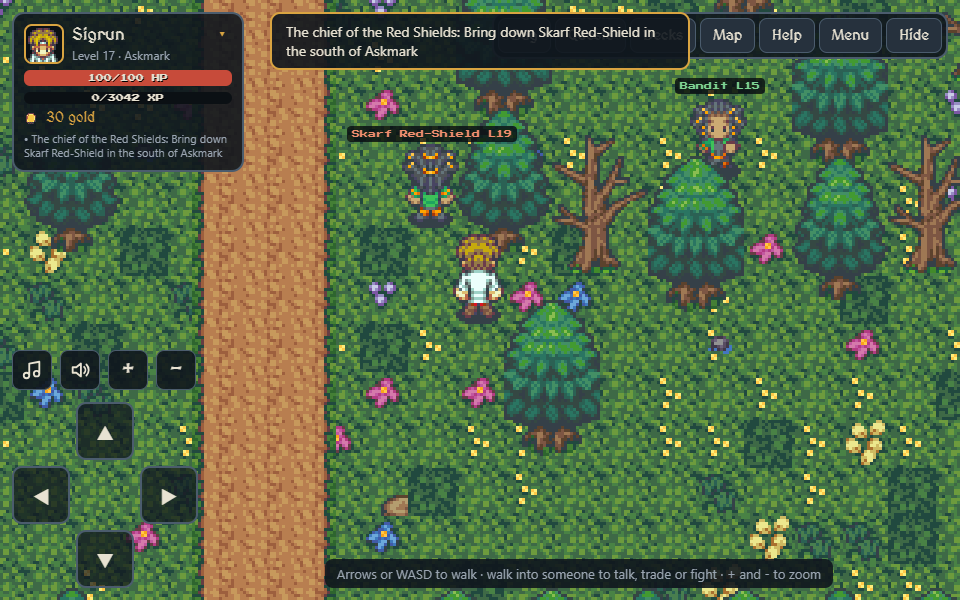 Sigrun
Level 17 · Askmark
100/100 HP
0/3042 XP
30 gold
• The chief of the Red Shields: Bring down
Skarf Red-Shield in the south of Askmark
The chief of the Red Shields: Bring down Skarf Red-Shield in
the south of Askmark
Map
Help
Menu
Hide
Bandit L15
Skarf Red-Shield L19
Arrows or WASD to walk · walk into someone to talk, trade or fight · + and - to zoom